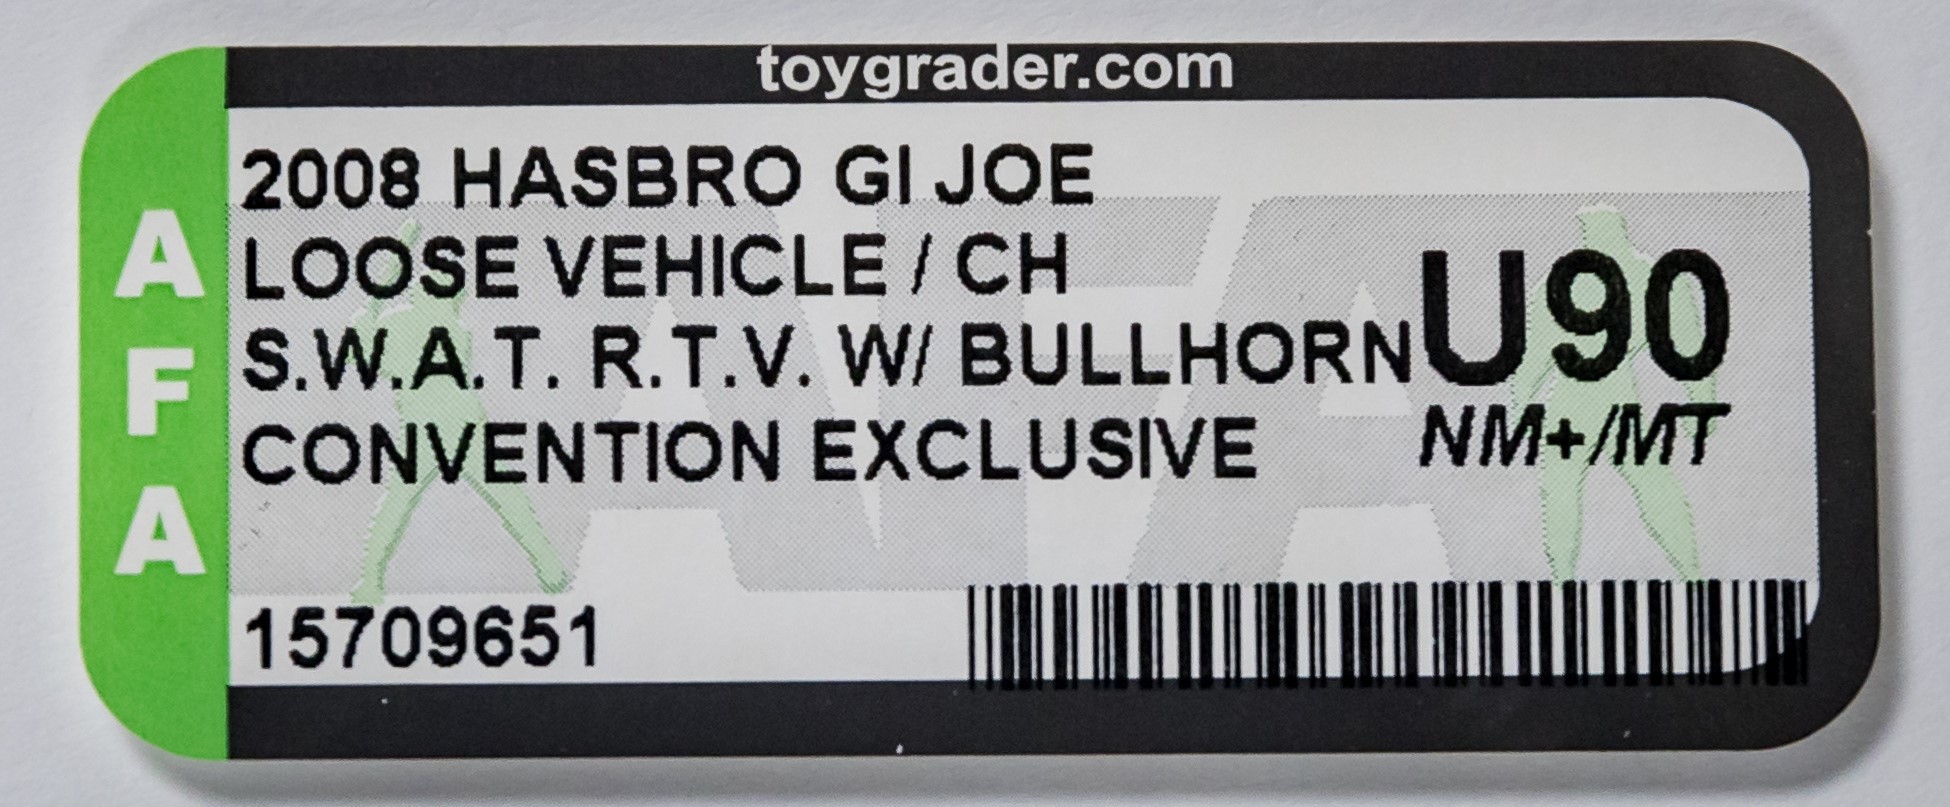 toygrader.com
AFA
2008 HASBRO GI JOE
LOOSE VEHICLE / CH
S.W.A.T. R.T.V. W/ BULLHORN
CONVENTION EXCLUSIVE
U90
NM+/MT
15709651